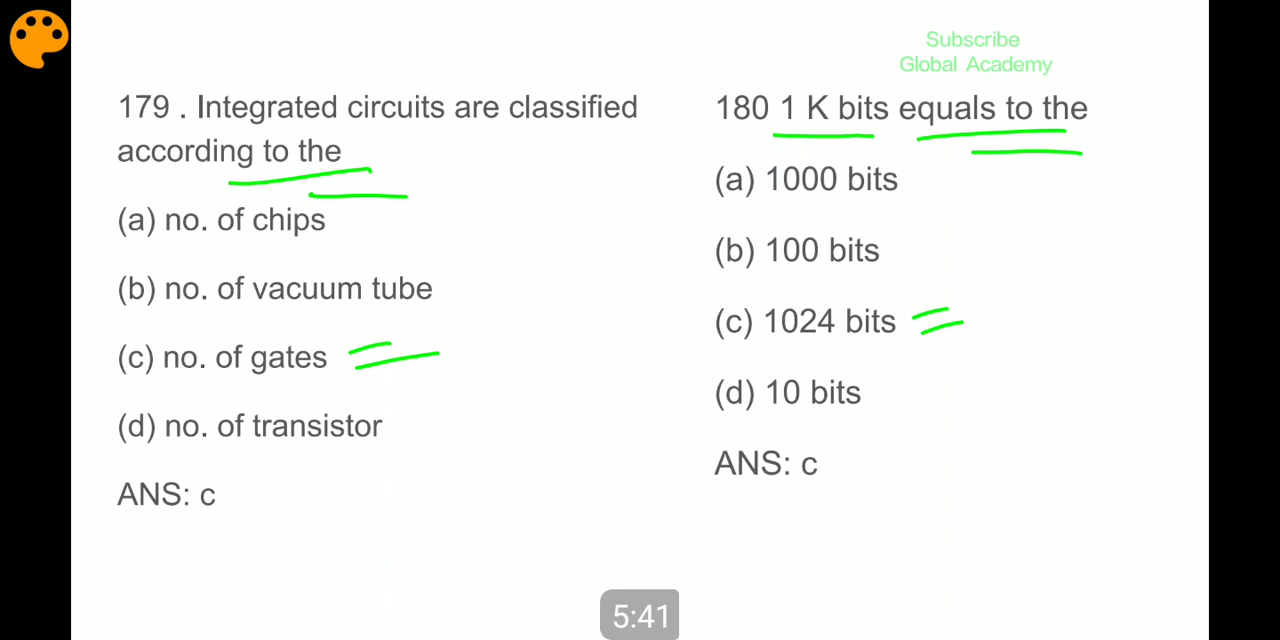 Subscribe
Global Academy
179 . Integrated circuits are classified
according to the
(a) no. of chips
(b) no. of vacuum tube
(c) no. of gates
(d) no. of transistor
ANS: c
180 1 K bits equals to the
(a) 1000 bits
(b) 100 bits
(c) 1024 bits
(d) 10 bits
ANS: c
5:41